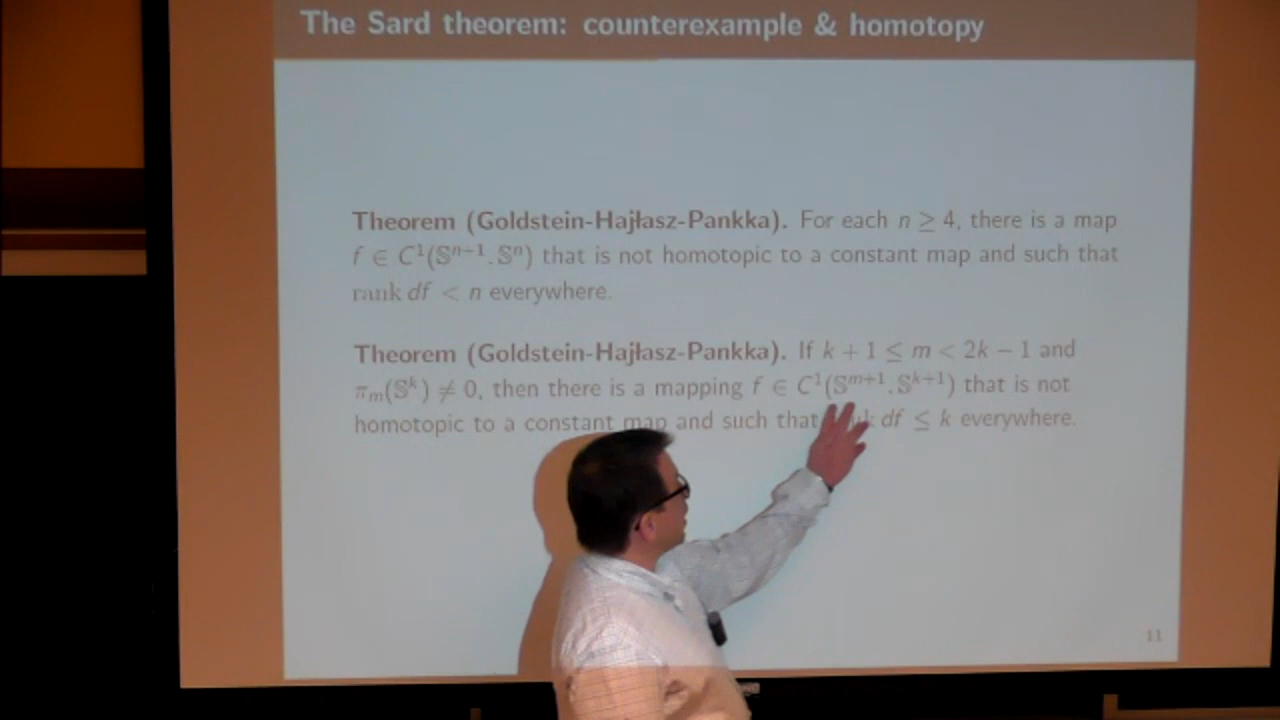 The Sard theorem: counterexample & homotopy
Theorem (Goldstein-Hajłasz-Pankka). For each n ≥ 4, there is a map
f ∈ C¹(𝕊ⁿ⁺¹, 𝕊ⁿ) that is not homotopic to a constant map and such that
rank df < n everywhere.
Theorem (Goldstein-Hajłasz-Pankka). If k + 1 ≤ m < 2k − 1 and
πₘ(𝕊ᵏ) ≠ 0, then there is a mapping f ∈ C¹(𝕊ᵐ⁺¹, 𝕊ᵏ⁺¹) that is not
homotopic to a constant map and such that df ≤ k everywhere.
11